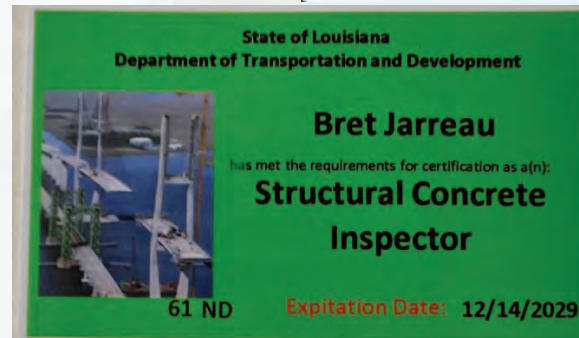 State of Louisiana
Department of Transportation and Development
Bret Jarreau
has met the requirements for certification as a(n):
Structural Concrete
Inspector
61 ND Expitation Date: 12/14/2029